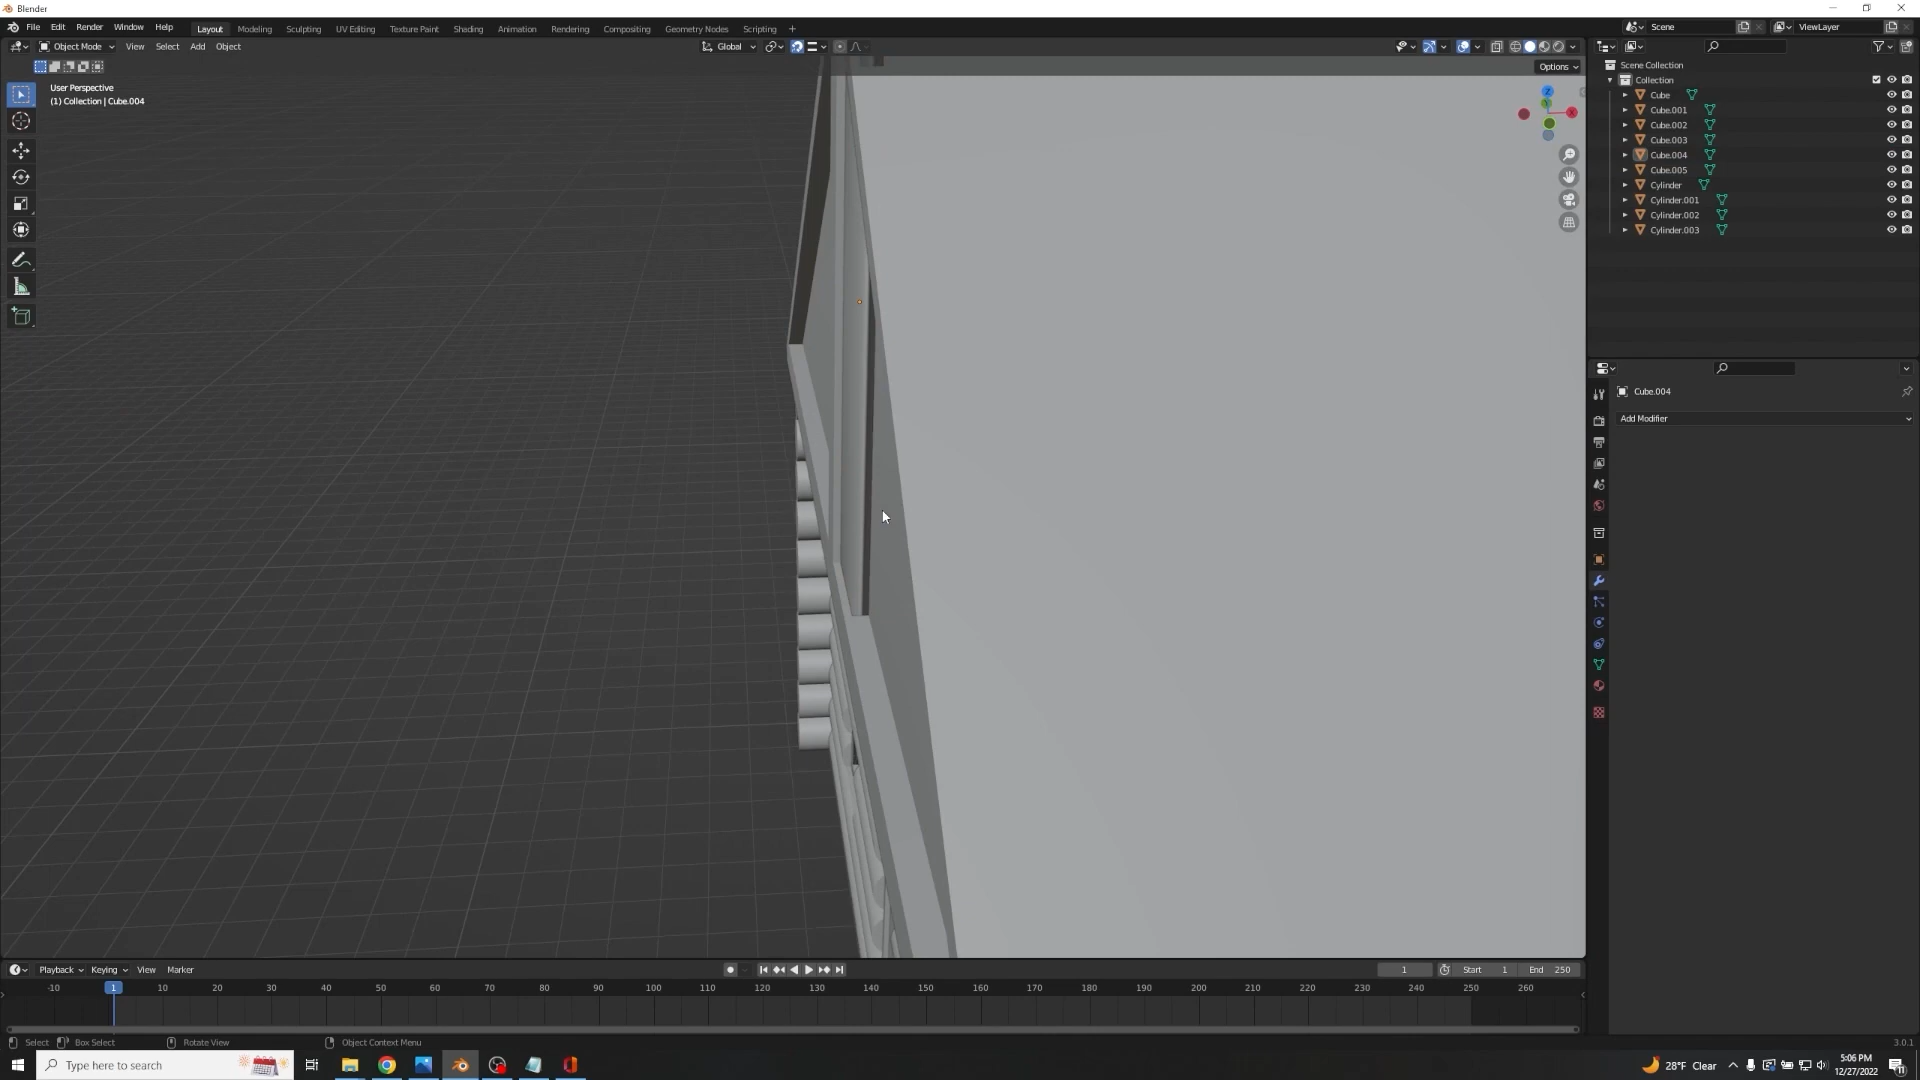 Blender
File Edit Render Window Help
Layout Modeling Sculpting UV Editing Texture Paint Shading Animation Rendering Compositing Geometry Nodes Scripting +
Scene
ViewLayer
Object Mode View Select Add Object
Global
Options
User Perspective
(1) Collection | Cube.004
Z
X
Scene Collection
Collection
Cube
Cube.001
Cube.002
Cube.003
Cube.004
Cube.005
Cylinder
Cylinder.001
Cylinder.002
Cylinder.003
Cube.004
Add Modifier
Playback Keying View Marker
1 Start 1 End 250
-10 1 10 20 30 40 50 60 70 80 90 100 110 120 130 140 150 160 170 180 190 200 210 220 230 240 250 260
Select Box Select Rotate View Object Context Menu 3.0.1
Type here to search
28°F Clear
5:06 PM
12/27/2022